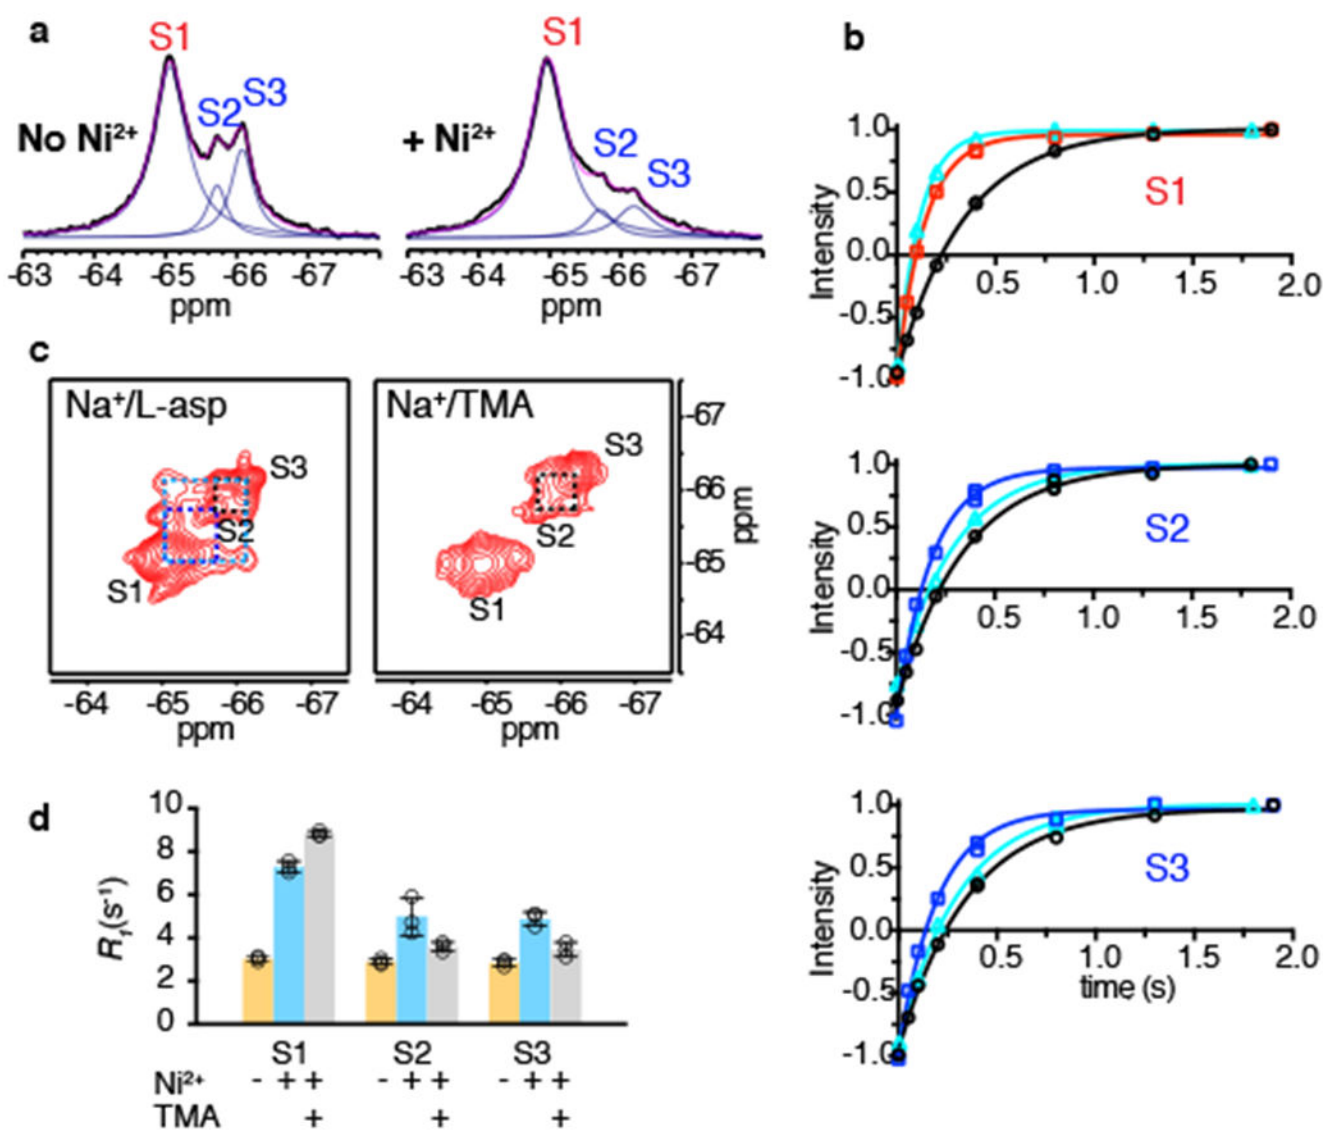 a
S1
S2
S3
No Ni²⁺
-63 -64 -65 -66 -67
ppm
S1
S2
S3
+ Ni²⁺
-63 -64 -65 -66 -67
ppm
b
Intensity
1.0
0.5
0.0
-0.5
-1.0
0.5 1.0 1.5 2.0
S1
Intensity
1.0
0.5
0.0
-0.5
-1.0
0.5 1.0 1.5 2.0
S2
Intensity
1.0
0.5
0.0
-0.5
-1.0
0.5 1.0 1.5 2.0
time (s)
S3
c
Na⁺/L-asp
S3
S2
S1
-64 -65 -66 -67
ppm
Na⁺/TMA
S3
S2
S1
-64 -65 -66 -67
ppm
-67
-66
-65
-64
ppm
d
R₁(s⁻¹)
10
8
6
4
2
0
S1 S2 S3
Ni²⁺ - + + - + + - + +
TMA + + +